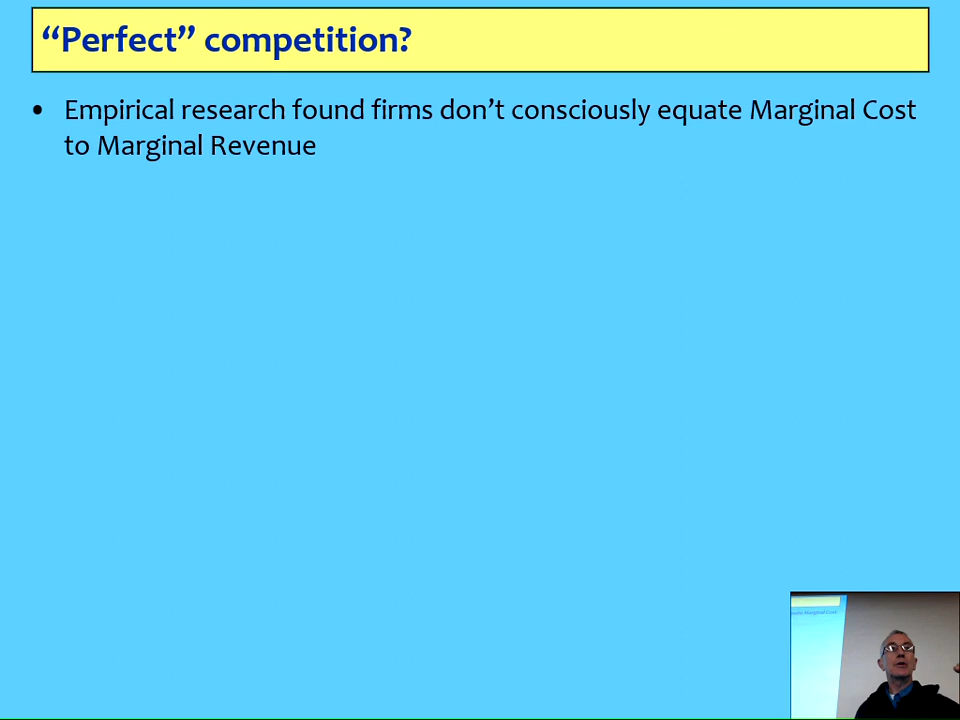 “Perfect” competition?
• Empirical research found firms don’t consciously equate Marginal Cost
to Marginal Revenue